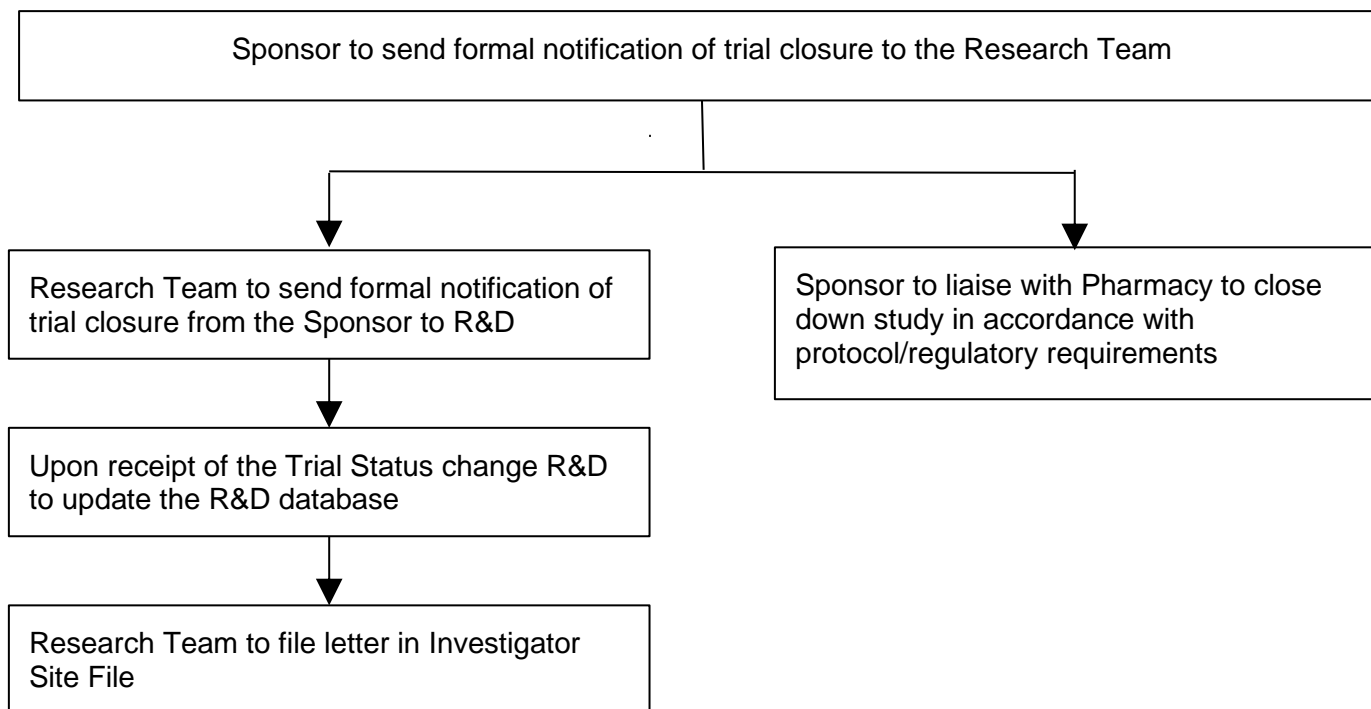 Sponsor to send formal notification of trial closure to the Research Team
Research Team to send formal notification of
trial closure from the Sponsor to R&D
Sponsor to liaise with Pharmacy to close
down study in accordance with
protocol/regulatory requirements
Upon receipt of the Trial Status change R&D
to update the R&D database
Research Team to file letter in Investigator
Site File